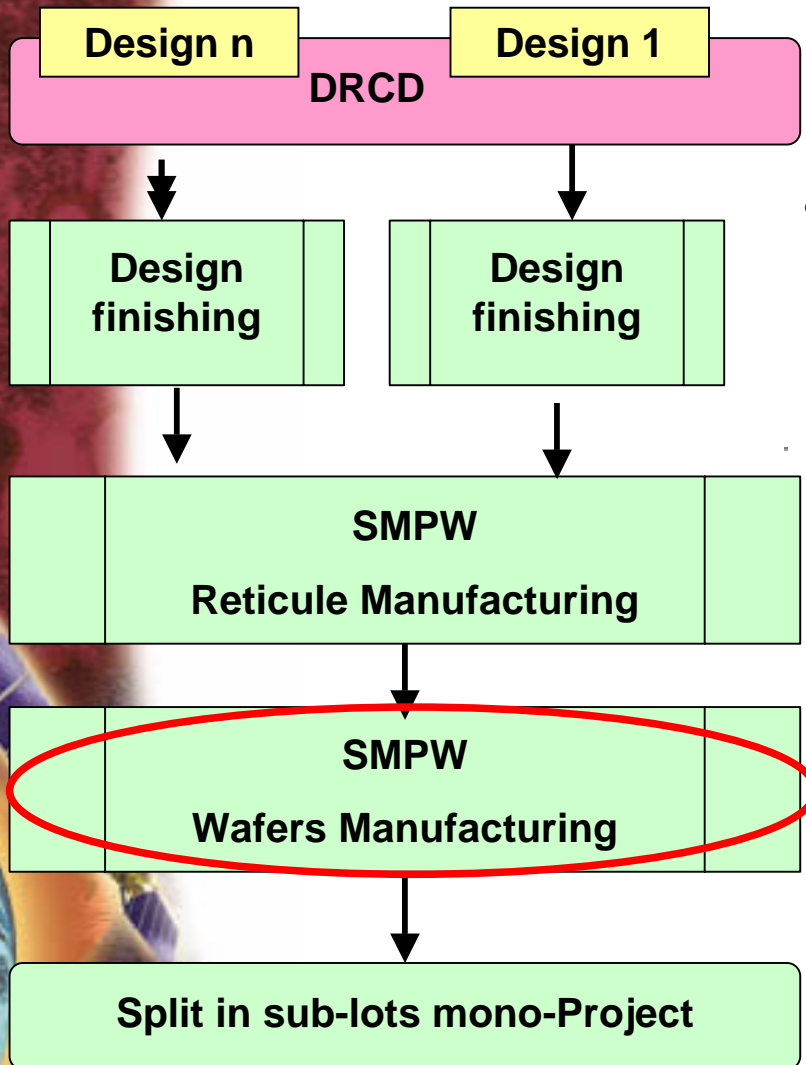 Design n
Design 1
DRCD
Design
finishing
Design
finishing
SMPW
Reticule Manufacturing
SMPW
Wafers Manufacturing
Split in sub-lots mono-Project